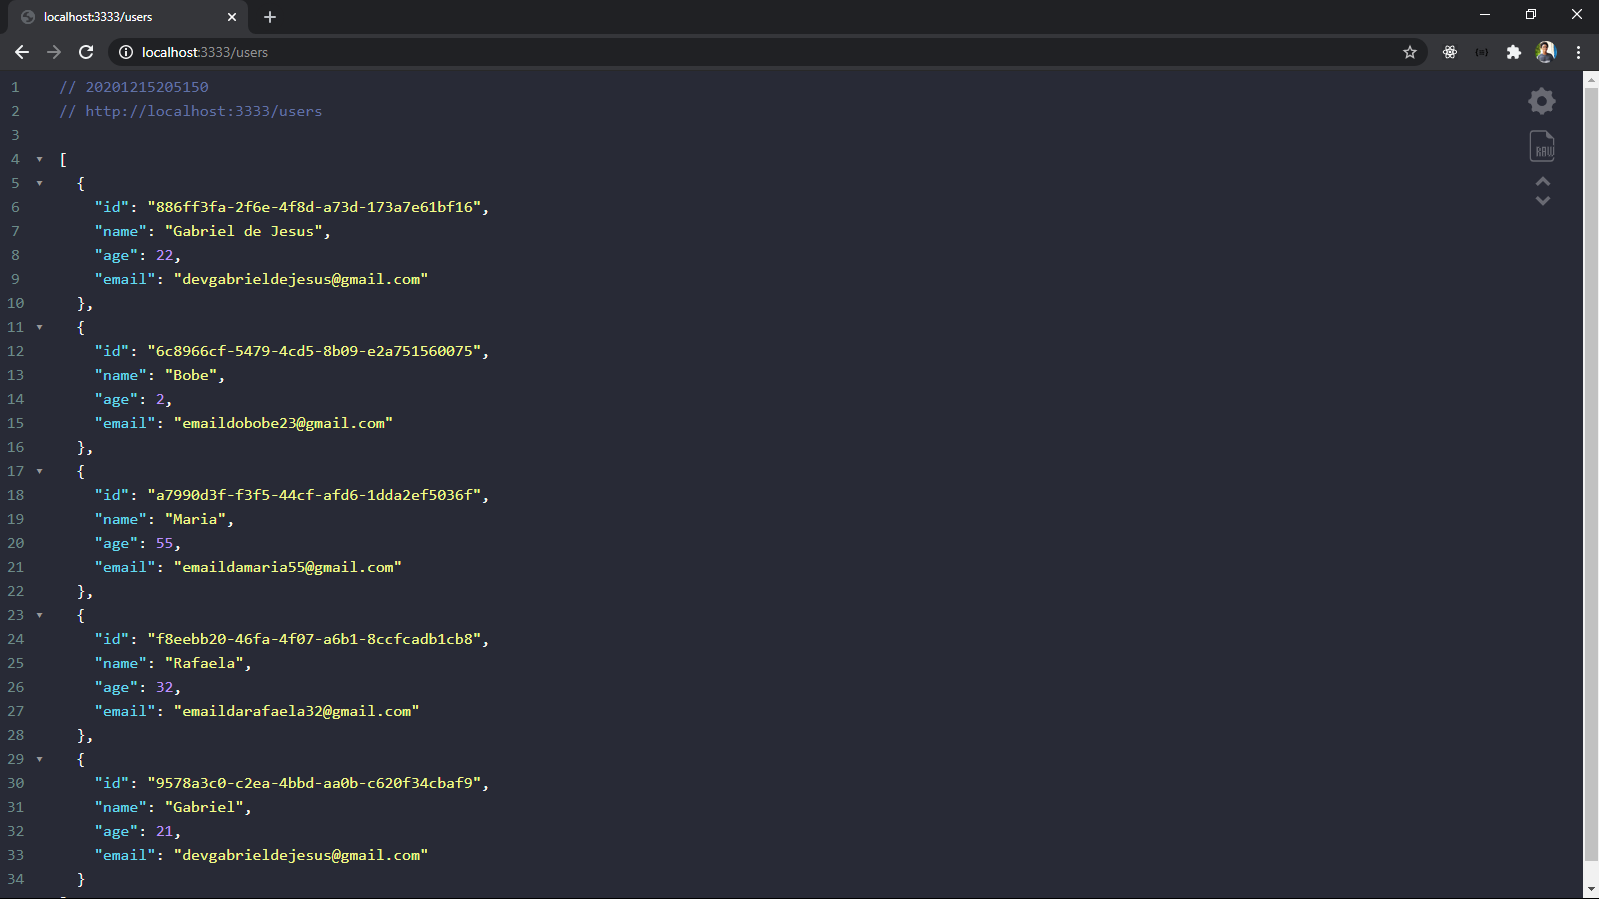 localhost:3333/users
localhost:3333/users
1 // 20201215205150
2 // http://localhost:3333/users
3
4 [
5 {
6 "id": "886ff3fa-2f6e-4f8d-a73d-173a7e61bf16",
7 "name": "Gabriel de Jesus",
8 "age": 22,
9 "email": "devgabrieldejesus@gmail.com"
10 },
11 {
12 "id": "6c8966cf-5479-4cd5-8b09-e2a751560075",
13 "name": "Bobe",
14 "age": 2,
15 "email": "emaildobobe23@gmail.com"
16 },
17 {
18 "id": "a7990d3f-f3f5-44cf-afd6-1dda2ef5036f",
19 "name": "Maria",
20 "age": 55,
21 "email": "emaildamaria55@gmail.com"
22 },
23 {
24 "id": "f8eebb20-46fa-4f07-a6b1-8ccfcadb1cb8",
25 "name": "Rafaela",
26 "age": 32,
27 "email": "emaildarafaela32@gmail.com"
28 },
29 {
30 "id": "9578a3c0-c2ea-4bbd-aa0b-c620f34cbaf9",
31 "name": "Gabriel",
32 "age": 21,
33 "email": "devgabrieldejesus@gmail.com"
34 }
RAW